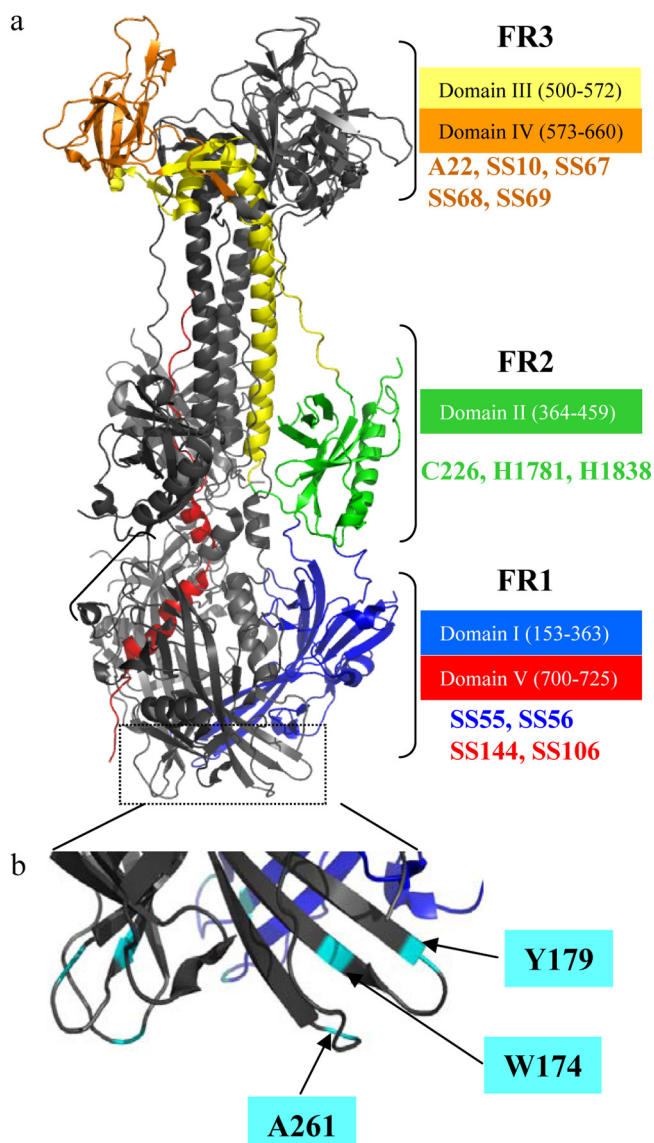 a
FR3
Domain III (500-572)
Domain IV (573-660)
A22, SS10, SS67
SS68, SS69
FR2
Domain II (364-459)
C226, H1781, H1838
FR1
Domain I (153-363)
Domain V (700-725)
SS55, SS56
SS144, SS106
b
Y179
W174
A261